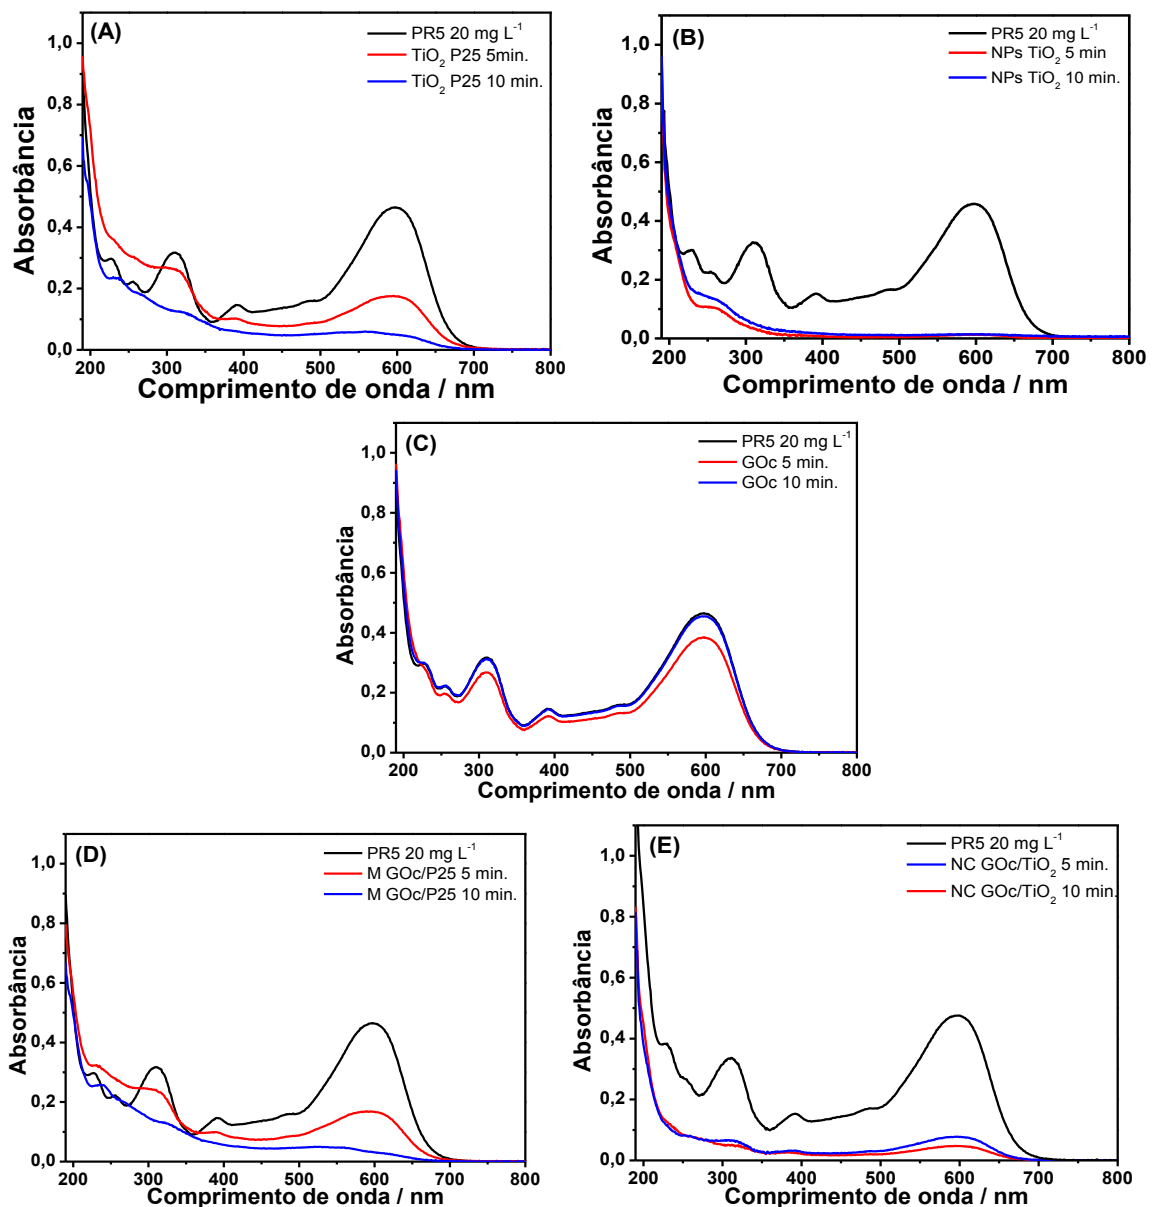 (A)
PR5 20 mg L⁻¹
TiO₂ P25 5min.
TiO₂ P25 10 min.
1,0
0,8
0,6
0,4
0,2
0,0
Absorbância
200 300 400 500 600 700 800
Comprimento de onda / nm
(B)
PR5 20 mg L⁻¹
NPs TiO₂ 5 min
NPs TiO₂ 10 min.
1,0
0,8
0,6
0,4
0,2
0,0
Absorbância
200 300 400 500 600 700 800
Comprimento de onda / nm
(C)
PR5 20 mg L⁻¹
GOc 5 min.
GOc 10 min.
1,0
0,8
0,6
0,4
0,2
0,0
Absorbância
200 300 400 500 600 700 800
Comprimento de onda / nm
(D)
PR5 20 mg L⁻¹
M GOc/P25 5 min.
M GOc/P25 10 min.
1,0
0,8
0,6
0,4
0,2
0,0
Absorbância
200 300 400 500 600 700 800
Comprimento de onda / nm
(E)
PR5 20 mg L⁻¹
NC GOc/TiO₂ 5 min.
NC GOc/TiO₂ 10 min.
1,0
0,8
0,6
0,4
0,2
0,0
Absorbância
200 300 400 500 600 700 800
Comprimento de onda / nm